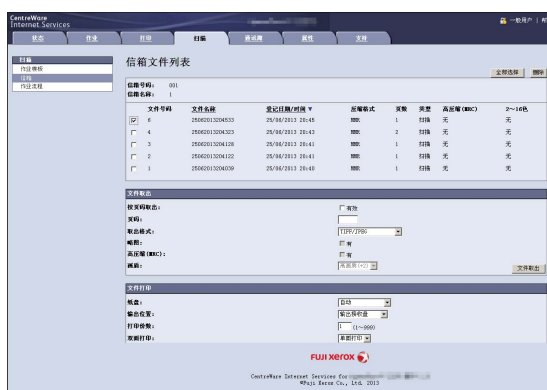 CentreWare
Internet Services
一般用户
状态 作业 打印 扫描 通讯簿 属性 支持
扫描
作业模板
信箱
作业流程
信箱文件列表
全部选择 删除
信箱号码: 001
信箱名称: 1
文件号码 文件名称 登记日期/时间 压缩格式 页数 类型 高压缩(MRC) 2～16色
6 25062013204533 25/06/2013 20:45 MMR 1 扫描 无 无
4 25062013204323 25/06/2013 20:43 MMR 2 扫描 无 无
3 25062013204128 25/06/2013 20:41 MMR 1 扫描 无 无
2 25062013204122 25/06/2013 20:41 MMR 1 扫描 无 无
1 25062013204039 25/06/2013 20:40 MMR 1 扫描 无 无
文件取出
按页码取出: 有效
页码:
取出格式: TIFF/JPEG
略图: 有
高压缩(MRC): 有
画质:
文件取出
文件打印
纸盘: 自动
输出位置: 输出接收盘
打印份数: 1 (1～999)
双面打印: 单面打印
FUJI XEROX
CentreWare Internet Services for
©Fuji Xerox Co., Ltd. 2013